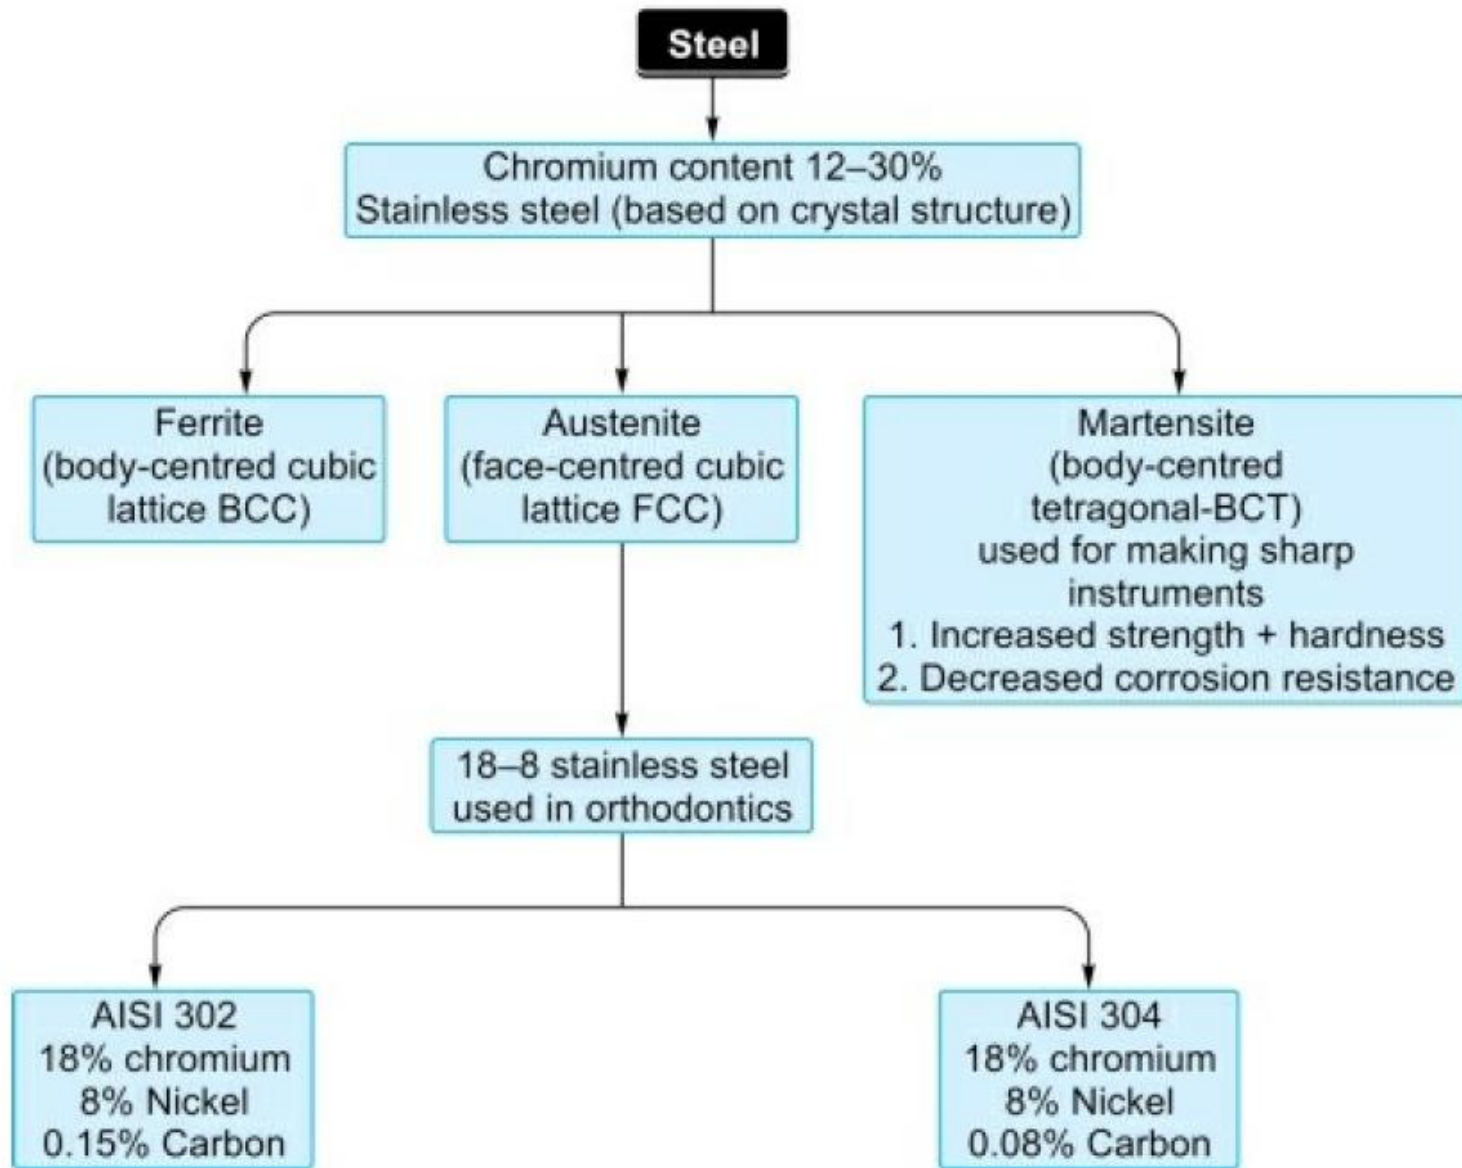 Steel
Chromium content 12–30%
Stainless steel (based on crystal structure)
Ferrite
(body-centred cubic
lattice BCC)
Austenite
(face-centred cubic
lattice FCC)
Martensite
(body-centred
tetragonal-BCT)
used for making sharp
instruments
1. Increased strength + hardness
2. Decreased corrosion resistance
18–8 stainless steel
used in orthodontics
AISI 302
18% chromium
8% Nickel
0.15% Carbon
AISI 304
18% chromium
8% Nickel
0.08% Carbon